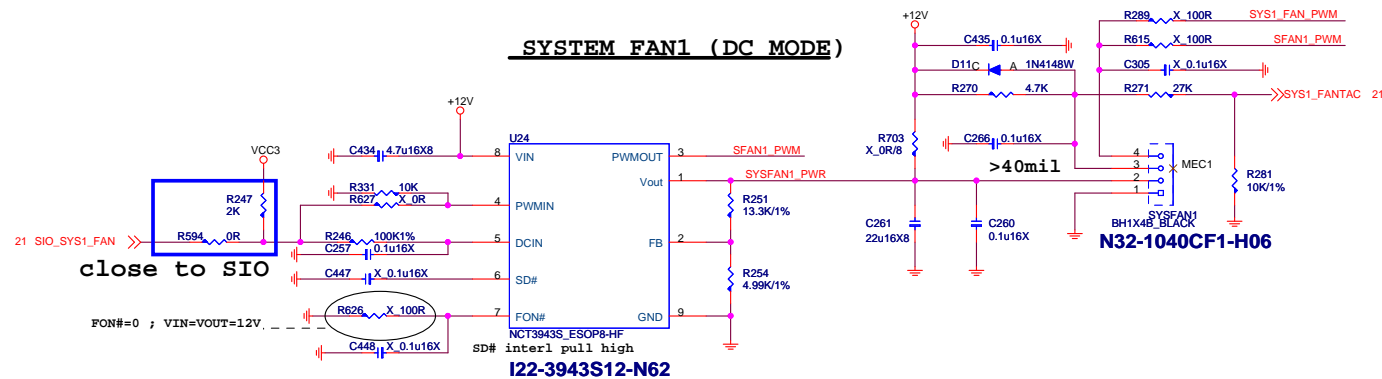 SYSTEM FAN1 (DC MODE)
+12V
C435 0.1u16X
D11 C A 1N4148W
R270 4.7K
R289 X_100R SYS1_FAN_PWM
R615 X_100R SFAN1_PWM
C305 X_0.1u16X
R271 27K SYS1_FANTAC 21
R703
X_0R/8
C266 0.1u16X
>40mil
4
3
2
1
MEC1
SYSFAN1
BH1X4B_BLACK
N32-1040CF1-H06
R281
10K/1%
+12V
C434 4.7u16X8
VCC3
R247
2K
R331 10K
R627 X_0R
21 SIO_SYS1_FAN
R594 0R
R246 100K1%
C257 0.1u16X
close to SIO
C447 X_0.1u16X
R626 X_100R
FON#=0 ; VIN=VOUT=12V
C448 X_0.1u16X
U24
8 VIN
4 PWMIN
5 DCIN
6 SD#
7 FON#
PWMOUT 3
Vout 1
FB 2
GND 9
NCT3943S_ESOP8-HF
SD# interl pull high
I22-3943S12-N62
SFAN1_PWM
SYSFAN1_PWR
R251
13.3K/1%
R254
4.99K/1%
C261
22u16X8
C260
0.1u16X